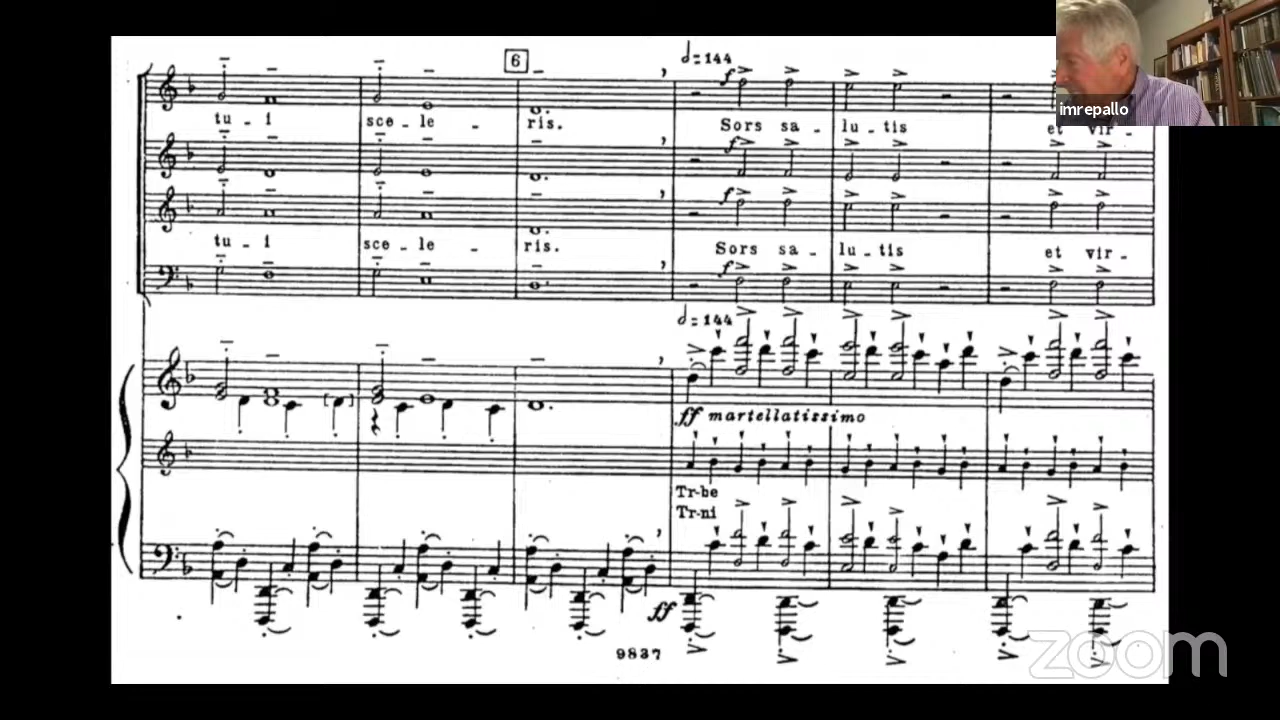 6
𝅗𝅥=144
f
tu - i sce - le - ris. Sors sa - lu - tis et vir -
f
f
tu - i sce - le - ris. Sors sa - lu - tis et vir -
f
𝅗𝅥=144
ff martellatissimo
Tr-be
Tr-ni
ff
9837
imrepallo
zoom